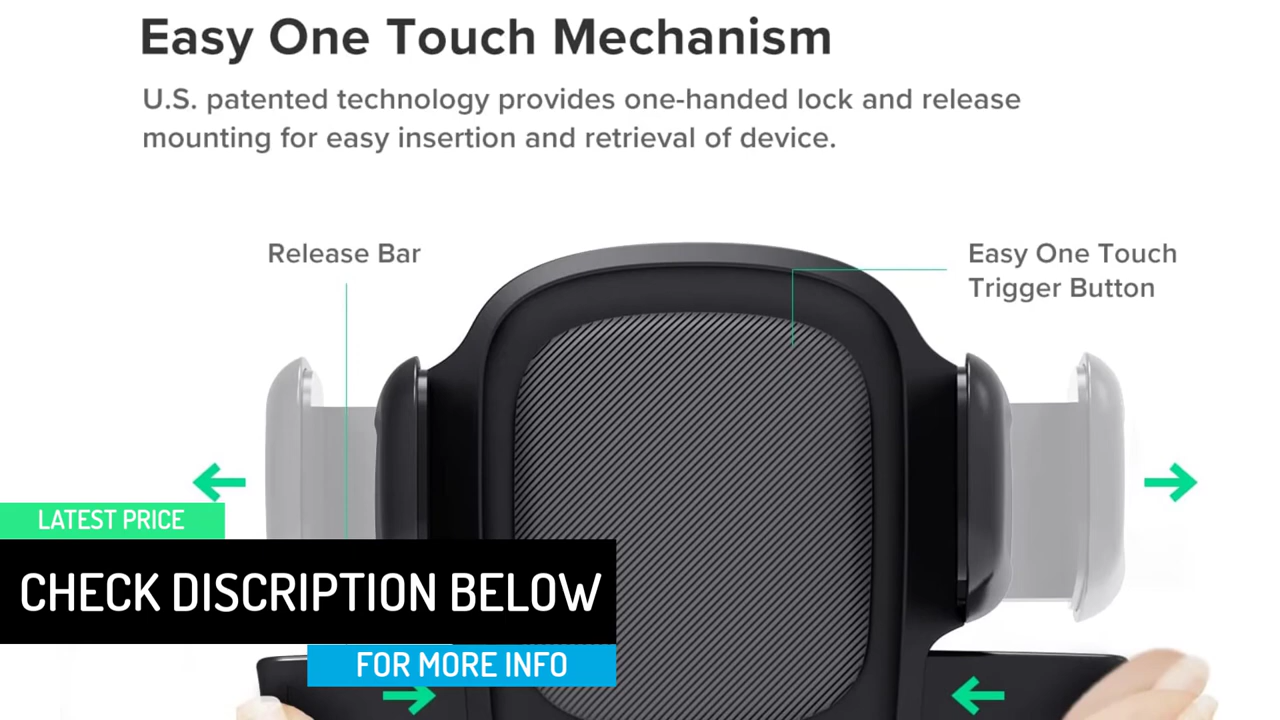 Easy One Touch Mechanism
U.S. patented technology provides one-handed lock and release
mounting for easy insertion and retrieval of device.
Release Bar
Easy One Touch
Trigger Button
LATEST PRICE
CHECK DISCRIPTION BELOW
FOR MORE INFO